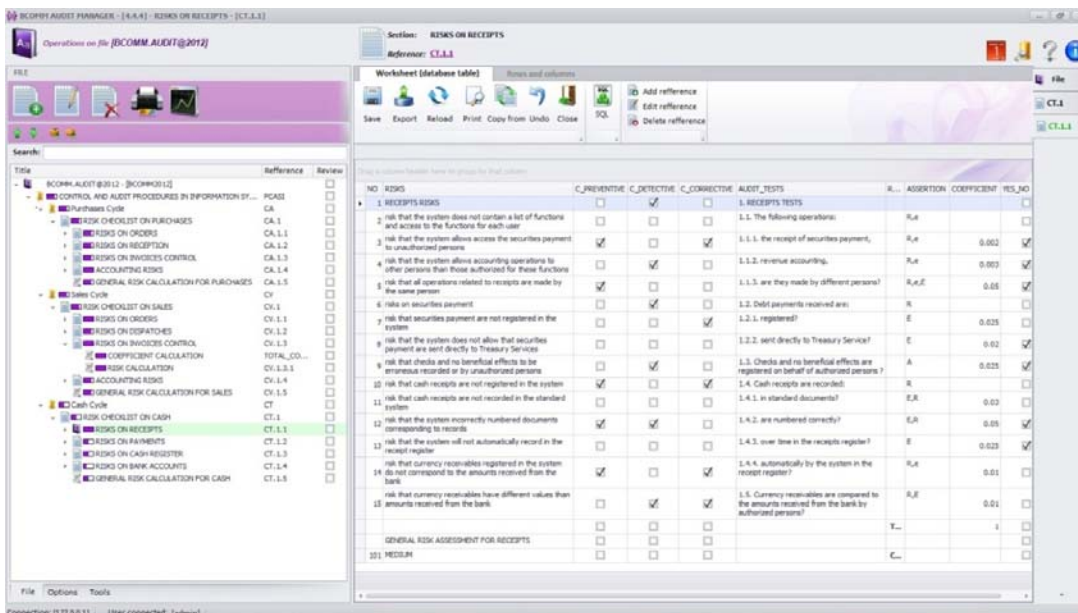 BCOMM AUDIT MANAGER - [4.4.4] - RISKS ON RECEIPTS - [CT.1.1]
Operations on file [BCOMM.AUDIT@2012]
Section: RISKS ON RECEIPTS
Reference: CT.1.1
FILE
Worksheet (database table) Rows and columns
File
CT.1
CT.1.1
Save Export Reload Print Copy from Undo Close
SQL
Add refference
Edit refference
Delete refference
Search:
Title Refference Review
BCOMM.AUDIT@2012 - [BCOMM2012]
CONTROL AND AUDIT PROCEDURES IN INFORMATION SY... PCASI
Purchases Cycle CA
RISK CHECKLIST ON PURCHASES CA.1
RISKS ON ORDERS CA.1.1
RISKS ON RECEPTION CA.1.2
RISKS ON INVOICES CONTROL CA.1.3
ACCOUNTING RISKS CA.1.4
GENERAL RISK CALCULATION FOR PURCHASES CA.1.5
Sales Cycle CV
RISK CHECKLIST ON SALES CV.1
RISKS ON ORDERS CV.1.1
RISKS ON DISPATCHES CV.1.2
RISKS ON INVOICES CONTROL CV.1.3
COEFFICIENT CALCULATION TOTAL_CO...
RISK CALCULATION CV.1.3.1
ACCOUNTING RISKS CV.1.4
GENERAL RISK CALCULATION FOR SALES CV.1.5
Cash Cycle CT
RISK CHECKLIST ON CASH CT.1
RISKS ON RECEIPTS CT.1.1
RISKS ON PAYMENTS CT.1.2
RISKS ON CASH REGISTER CT.1.3
RISKS ON BANK ACCOUNTS CT.1.4
GENERAL RISK CALCULATION FOR CASH CT.1.5
Drag a column header here to group by that column
NO RISKS C_PREVENTIVE C_DETECTIVE C_CORRECTIVE AUDIT_TESTS R... ASSERTION COEFFICIENT YES_NO
1 RECEIPTS RISKS 1. RECEIPTS TESTS
2 risk that the system does not contain a list of functions and access to the functions for each user 1.1. The following operations: R,e
3 risk that the system allows access the securities payment to unauthorized persons 1.1.1. the receipt of securities payment, R,e 0.002
4 risk that the system allows accounting operations to other persons than those authorized for these functions 1.1.2. revenue accounting, R,e 0.003
5 risk that all operations related to receipts are made by the same person 1.1.3. are they made by different persons? R,e,E 0.05
6 risks on securities payment 1.2. Debt payments received are: R
7 risk that securities payment are not registered in the system 1.2.1. registered? E 0.025
8 risk that the system does not allow that securities payment are sent directly to Treasury Services 1.2.2. sent directly to Treasury Service? E 0.02
9 risk that checks and no beneficial effects to be erroneous recorded or by unauthorized persons 1.3. Checks and no beneficial effects are registered on behalf of authorized persons ? A 0.025
10 risk that cash receipts are not registered in the system 1.4. Cash receipts are recorded: R
11 risk that cash receipts are not recorded in the standard system 1.4.1. in standard documents? E,R 0.03
12 risk that the system incorrectly numbered documents corresponding to records 1.4.2. are numbered correctly? E,R 0.05
13 risk that the system will not automatically record in the receipt register 1.4.3. over time in the receipts register? E 0.025
14 risk that currency receivables registered in the system do not correspond to the amounts received from the bank 1.4.4. automatically by the system in the receipt register? R,e 0.01
15 risk that currency receivables have different values than amounts received from the bank 1.5. Currency receivables are compared to the amounts received from the bank by authorized persons? R,E 0.01
T... 1
GENERAL RISK ASSESSMENT FOR RECEIPTS
101 MEDIUM C...
File Options Tools